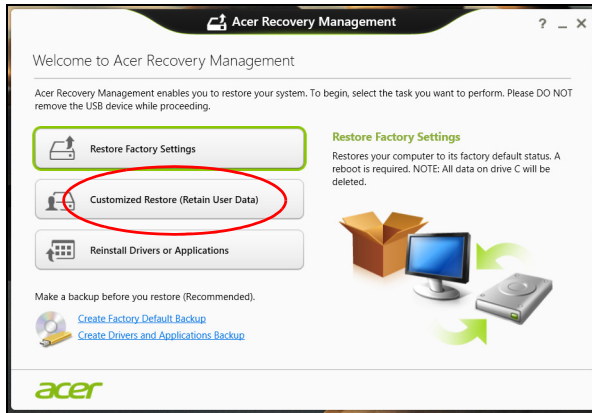 Acer Recovery Management
? _ X
Welcome to Acer Recovery Management
Acer Recovery Management enables you to restore your system. To begin, select the task you want to perform. Please DO NOT
remove the USB device while proceeding.
Restore Factory Settings
Customized Restore (Retain User Data)
Reinstall Drivers or Applications
Restore Factory Settings
Restores your computer to its factory default status. A
reboot is required. NOTE: All data on drive C will be
deleted.
Make a backup before you restore (Recommended).
Create Factory Default Backup
Create Drivers and Applications Backup
acer